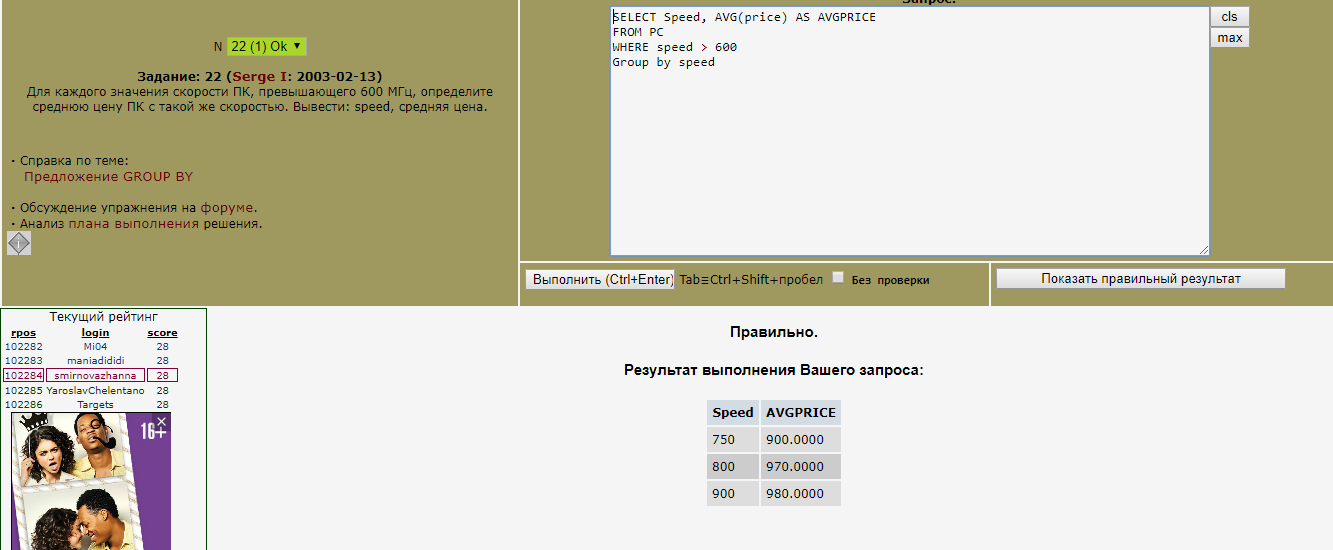 Запрос:
N 22 (1) Ok ▼
Задание: 22 (Serge I: 2003-02-13)
Для каждого значения скорости ПК, превышающего 600 МГц, определите
среднюю цену ПК с такой же скоростью. Вывести: speed, средняя цена.
· Справка по теме:
Предложение GROUP BY
· Обсуждение упражнения на форуме.
· Анализ плана выполнения решения.
SELECT Speed, AVG(price) AS AVGPRICE
FROM PC
WHERE speed > 600
Group by speed
cls
max
Выполнить (Ctrl+Enter) Tab≡Ctrl+Shift+пробел Без проверки
Показать правильный результат
Текущий рейтинг
rpos login score
102282 Mi04 28
102283 maniadididi 28
102284 smirnovazhanna 28
102285 YaroslavChelentano 28
102286 Targets 28
16+
Правильно.
Результат выполнения Вашего запроса:
Speed AVGPRICE
750 900.0000
800 970.0000
900 980.0000